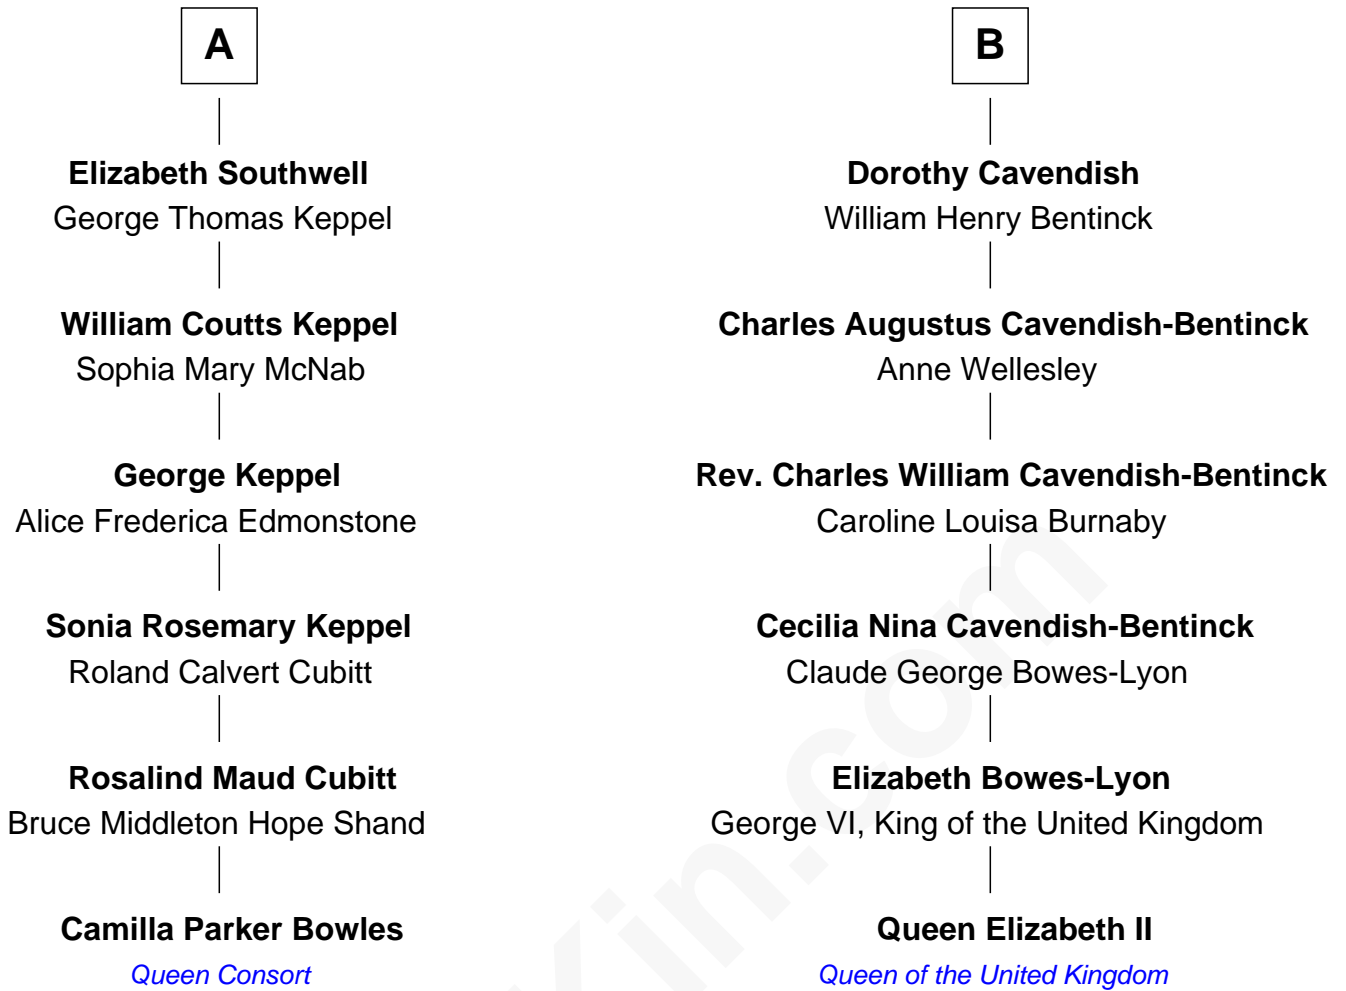 A
Elizabeth Southwell
George Thomas Keppel
William Coutts Keppel
Sophia Mary McNab
George Keppel
Alice Frederica Edmonstone
Sonia Rosemary Keppel
Roland Calvert Cubitt
Rosalind Maud Cubitt
Bruce Middleton Hope Shand
Camilla Parker Bowles
Queen Consort
B
Dorothy Cavendish
William Henry Bentinck
Charles Augustus Cavendish-Bentinck
Anne Wellesley
Rev. Charles William Cavendish-Bentinck
Caroline Louisa Burnaby
Cecilia Nina Cavendish-Bentinck
Claude George Bowes-Lyon
Elizabeth Bowes-Lyon
George VI, King of the United Kingdom
Queen Elizabeth II
Queen of the United Kingdom
Kin.com